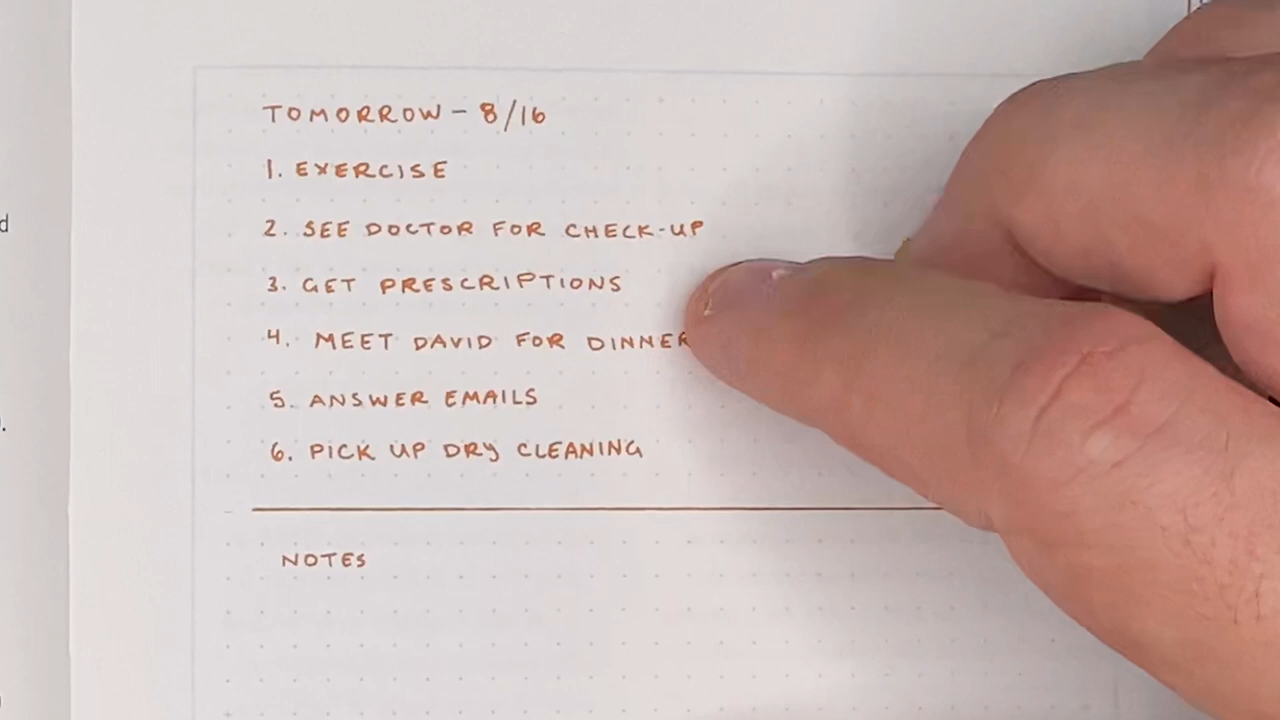 TOMORROW - 8/16
1. EXERCISE
2. SEE DOCTOR FOR CHECK-UP
3. GET PRESCRIPTIONS
4. MEET DAVID FOR DINNER
5. ANSWER EMAILS
6. PICK UP DRY CLEANING
NOTES